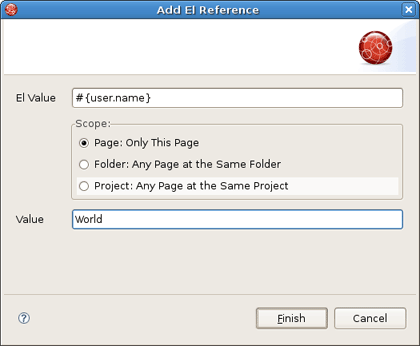 Add El Reference
El Value #{user.name}
Scope:
Page: Only This Page
Folder: Any Page at the Same Folder
Project: Any Page at the Same Project
Value World
?
Finish Cancel